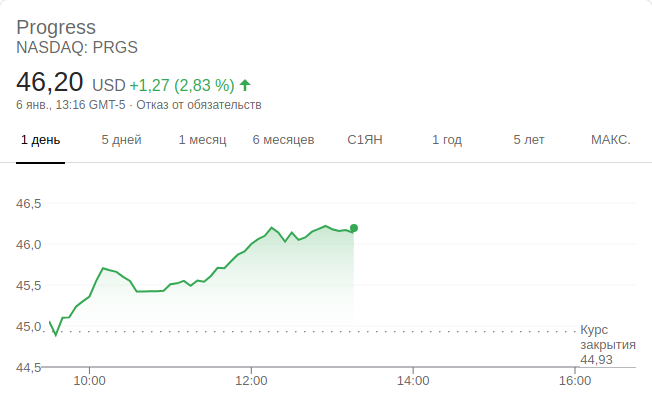 Progress
NASDAQ: PRGS
46,20 USD +1,27 (2,83 %)
6 янв., 13:16 GMT-5 · Отказ от обязательств
1 день 5 дней 1 месяц 6 месяцев С1ЯН 1 год 5 лет МАКС.
46,5
46,0
45,5
45,0
44,5
Курс
закрытия
44,93
10:00 12:00 14:00 16:00